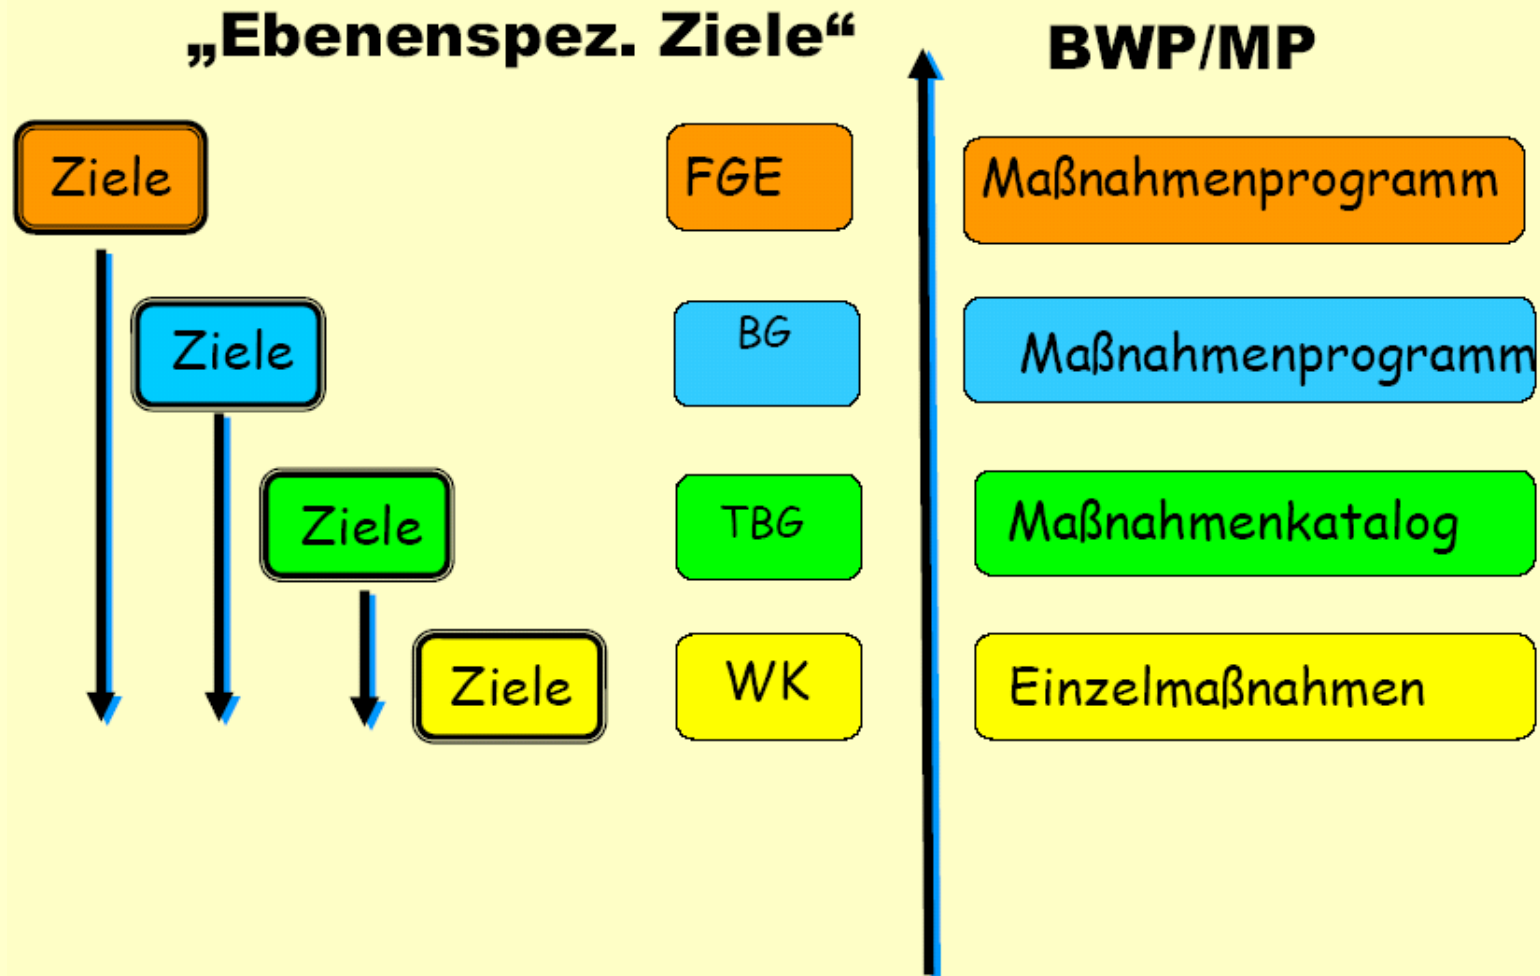 „Ebenenspez. Ziele“ BWP/MP
Ziele FGE Maßnahmenprogramm
Ziele BG Maßnahmenprogramm
Ziele TBG Maßnahmenkatalog
Ziele WK Einzelmaßnahmen